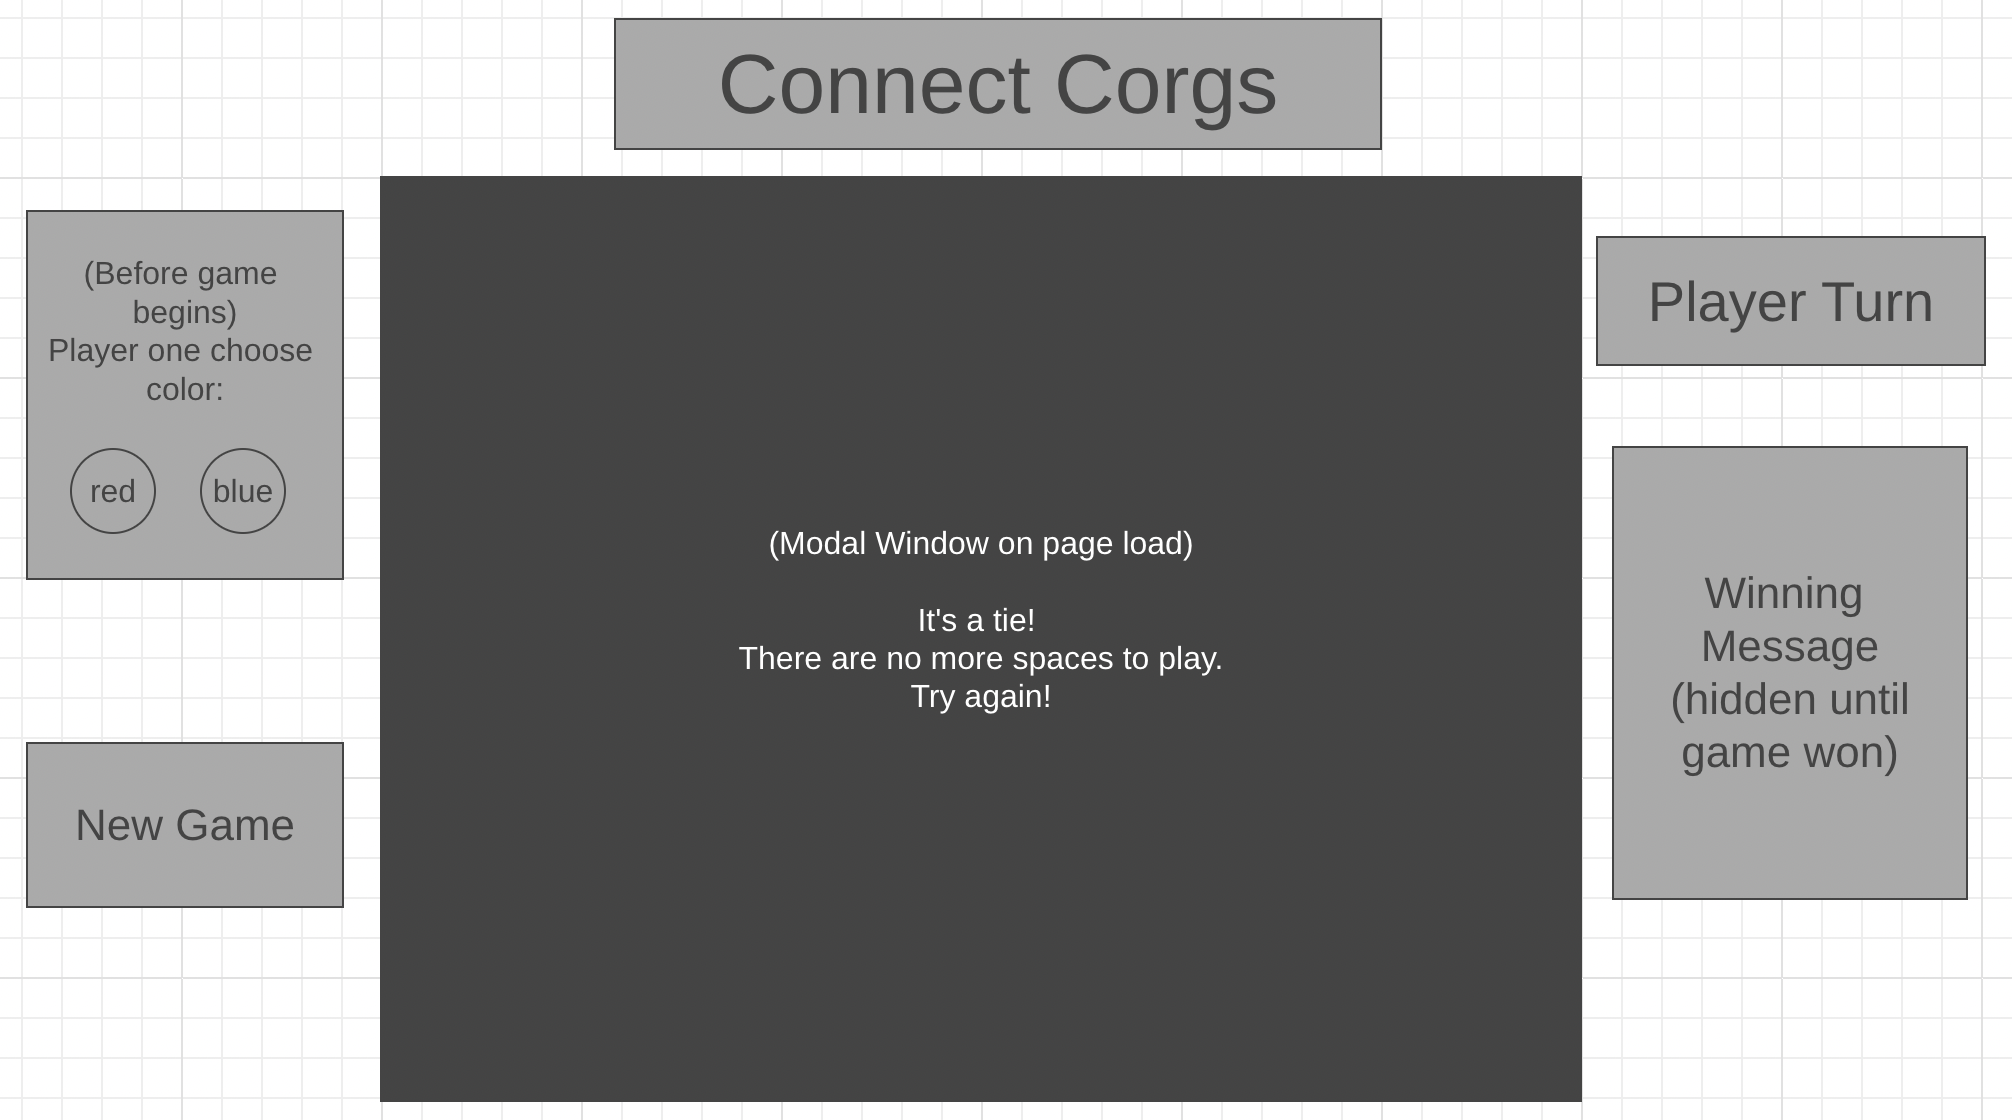 Connect Corgs
(Before game
begins)
Player one choose
color:
red blue
New Game
(Modal Window on page load)
It's a tie!
There are no more spaces to play.
Try again!
Player Turn
Winning
Message
(hidden until
game won)